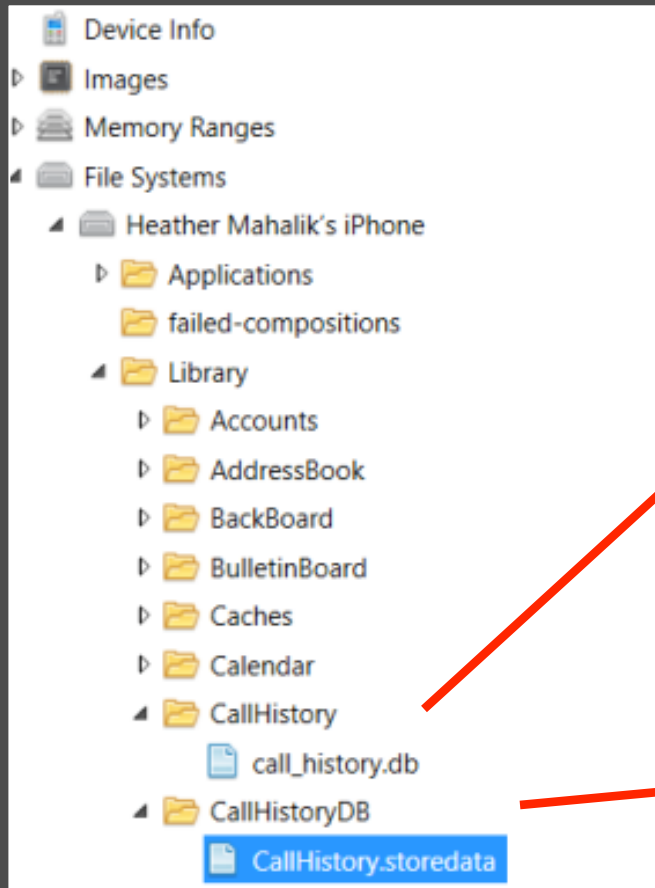 Device Info
Images
Memory Ranges
File Systems
Heather Mahalik's iPhone
Applications
failed-compositions
Library
Accounts
AddressBook
BackBoard
BulletinBoard
Caches
Calendar
CallHistory
call_history.db
CallHistoryDB
CallHistory.storedata